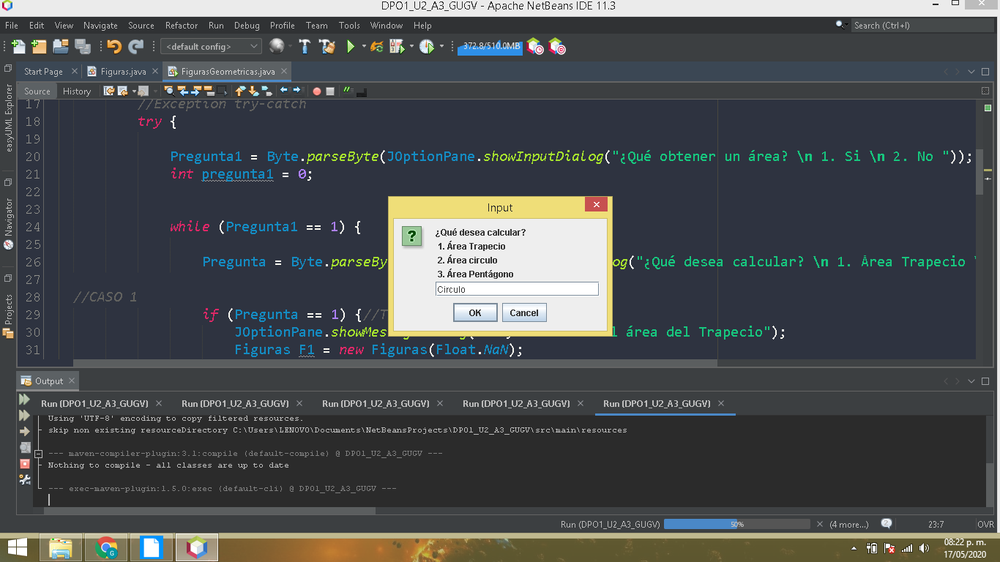 DPO1_U2_A3_GUGV - Apache NetBeans IDE 11.3
File Edit View Navigate Source Refactor Run Debug Profile Team Tools Window Help
Search (Ctrl+I)
<default config>
372.8/510.0MB
Start Page
Figuras.java
FigurasGeometricas.java
Source History
easyUML Explorer
Navigator
Projects
17 //Exception try-catch
18 try {
19
20 Pregunta1 = Byte.parseByte(JOptionPane.showInputDialog("¿Qué obtener un área? \n 1. Si \n 2. No "));
21 int pregunta1 = 0;
22
23
24 while (Pregunta1 == 1) {
25
26 Pregunta = Byte.parseBy
og("¿Qué desea calcular? \n 1. Área Trapecio \
27
28 //CASO 1
29 if (Pregunta == 1) {//T
30 JOptionPane.showMes
l área del Trapecio");
31 Figuras F1 = new Figuras(Float.NaN);
Input
¿Qué desea calcular?
1. Área Trapecio
2. Área circulo
3. Área Pentágono
Circulo
OK
Cancel
Output
Run (DPO1_U2_A3_GUGV)
Run (DPO1_U2_A3_GUGV)
Run (DPO1_U2_A3_GUGV)
Run (DPO1_U2_A3_GUGV)
Run (DPO1_U2_A3_GUGV)
Using 'UTF-8' encoding to copy filtered resources.
skip non existing resourceDirectory C:\Users\LENOVO\Documents\NetBeansProjects\DPO1_U2_A3_GUGV\src\main\resources
--- maven-compiler-plugin:3.1:compile (default-compile) @ DPO1_U2_A3_GUGV ---
Nothing to compile - all classes are up to date
--- exec-maven-plugin:1.5.0:exec (default-cli) @ DPO1_U2_A3_GUGV ---
Run (DPO1_U2_A3_GUGV)
50%
(4 more...)
2
23:7
OVR
08:22 p. m.
17/05/2020